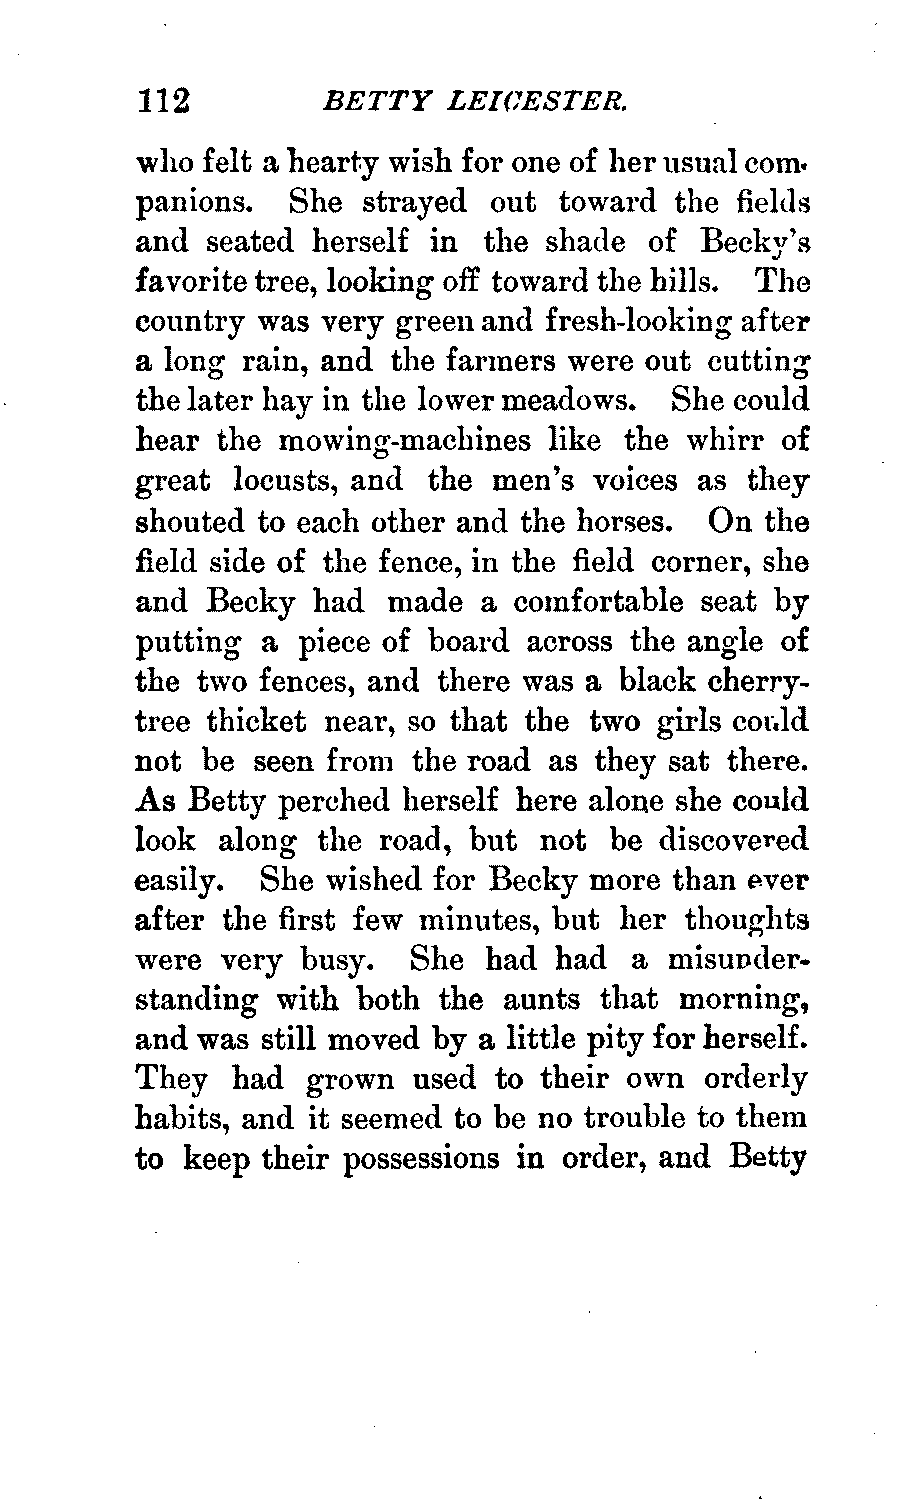 112 BETTY LEICESTER.
who felt a hearty wish for one of her usual com-
panions. She strayed out toward the fields
and seated herself in the shade of Becky's
favorite tree, looking off toward the hills. The
country was very green and fresh-looking after
a long rain, and the farmers were out cutting
the later hay in the lower meadows. She could
hear the mowing-machines like the whirr of
great locusts, and the men's voices as they
shouted to each other and the horses. On the
field side of the fence, in the field corner, she
and Becky had made a comfortable seat by
putting a piece of board across the angle of
the two fences, and there was a black cherry-
tree thicket near, so that the two girls could
not be seen from the road as they sat there.
As Betty perched herself here alone she could
look along the road, but not be discovered
easily. She wished for Becky more than ever
after the first few minutes, but her thoughts
were very busy. She had had a misunder-
standing with both the aunts that morning,
and was still moved by a little pity for herself.
They had grown used to their own orderly
habits, and it seemed to be no trouble to them
to keep their possessions in order, and Betty